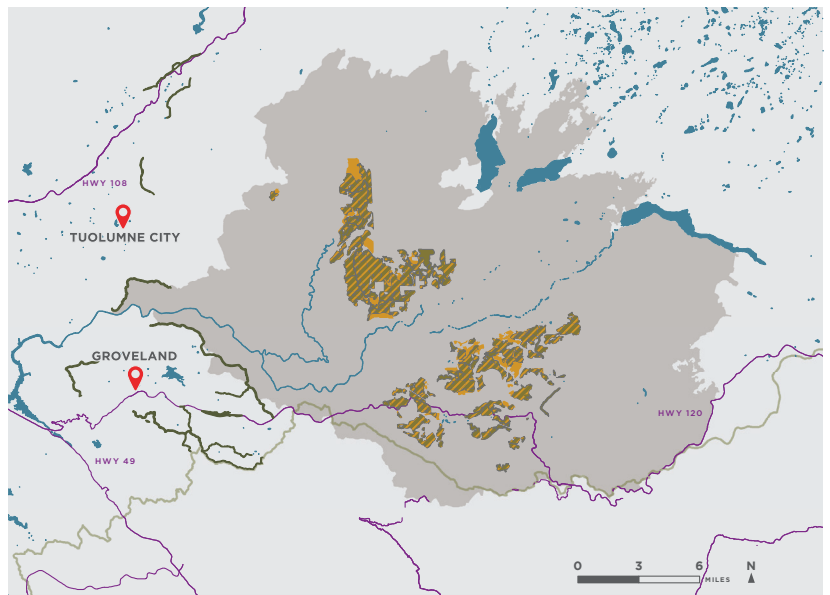 HWY 108
TUOLUMNE CITY
GROVELAND
HWY 120
HWY 49
0 3 6 N
MILES